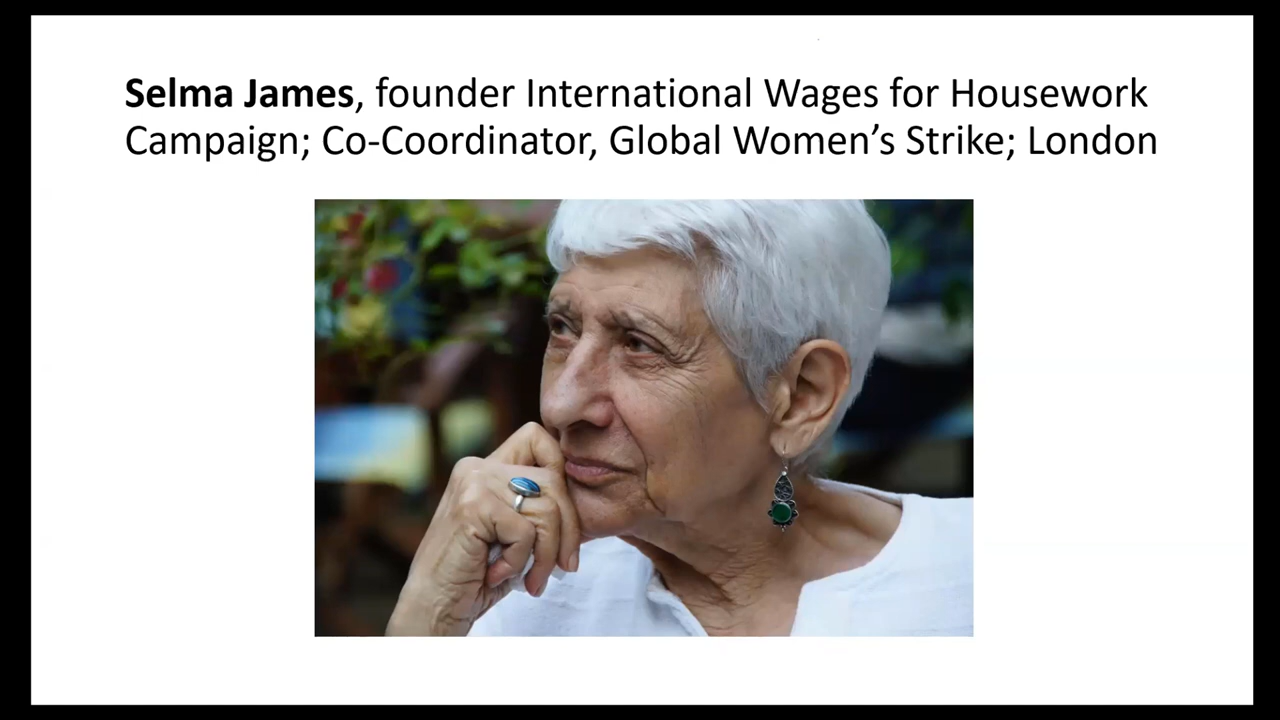 Selma James, founder International Wages for Housework
Campaign; Co-Coordinator, Global Women’s Strike; London